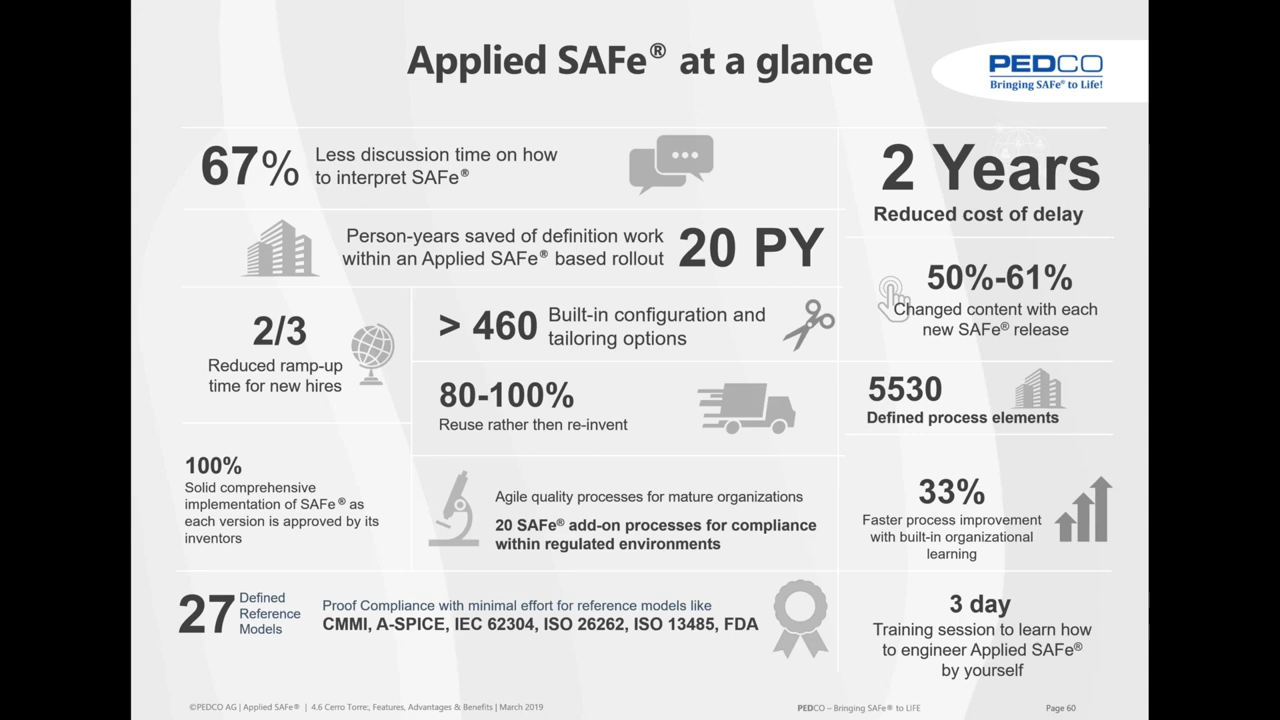 Applied SAFe® at a glance
PEDCO
Bringing SAFe® to Life!
67%
Less discussion time on how
to interpret SAFe®
2 Years
Reduced cost of delay
Person-years saved of definition work
within an Applied SAFe® based rollout
20 PY
50%-61%
Changed content with each
new SAFe® release
2/3
Reduced ramp-up
time for new hires
> 460
Built-in configuration and
tailoring options
80-100%
Reuse rather then re-invent
5530
Defined process elements
100%
Solid comprehensive
implementation of SAFe® as
each version is approved by its
inventors
Agile quality processes for mature organizations
20 SAFe® add-on processes for compliance
within regulated environments
33%
Faster process improvement
with built-in organizational
learning
27
Defined
Reference
Models
Proof Compliance with minimal effort for reference models like
CMMI, A-SPICE, IEC 62304, ISO 26262, ISO 13485, FDA
3 day
Training session to learn how
to engineer Applied SAFe®
by yourself
©PEDCO AG | Applied SAFe® | 4.6 Cerro Torre:, Features, Advantages & Benefits | March 2019
PEDCO – Bringing SAFe® to LIFE
Page 60